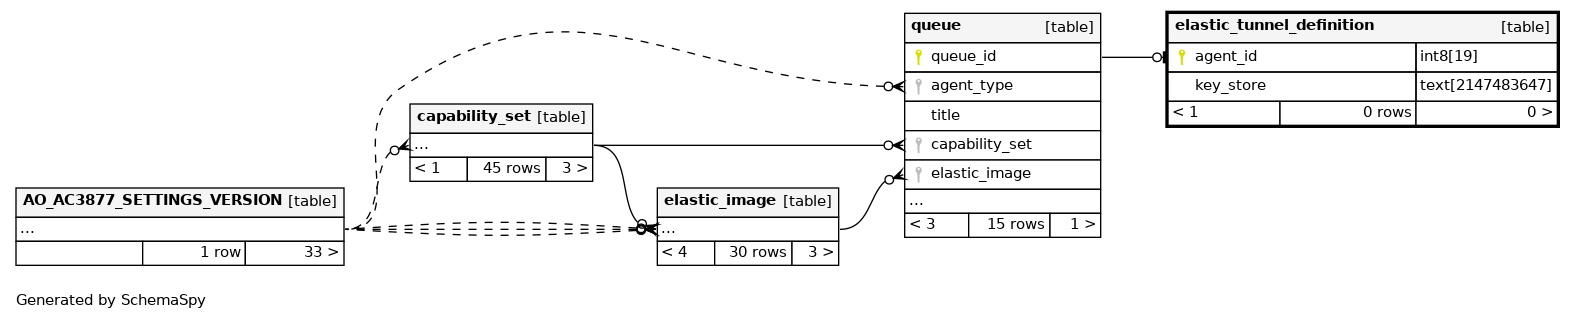 queue [table]
queue_id
agent_type
title
capability_set
elastic_image
...
< 3 15 rows 1 >
elastic_tunnel_definition [table]
agent_id int8[19]
key_store text[2147483647]
< 1 0 rows 0 >
capability_set [table]
...
< 1 45 rows 3 >
AO_AC3877_SETTINGS_VERSION [table]
...
1 row 33 >
elastic_image [table]
...
< 4 30 rows 3 >
Generated by SchemaSpy